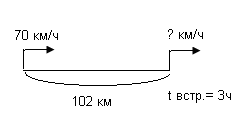 70 км/ч ? км/ч
102 км
t встр.= 3ч